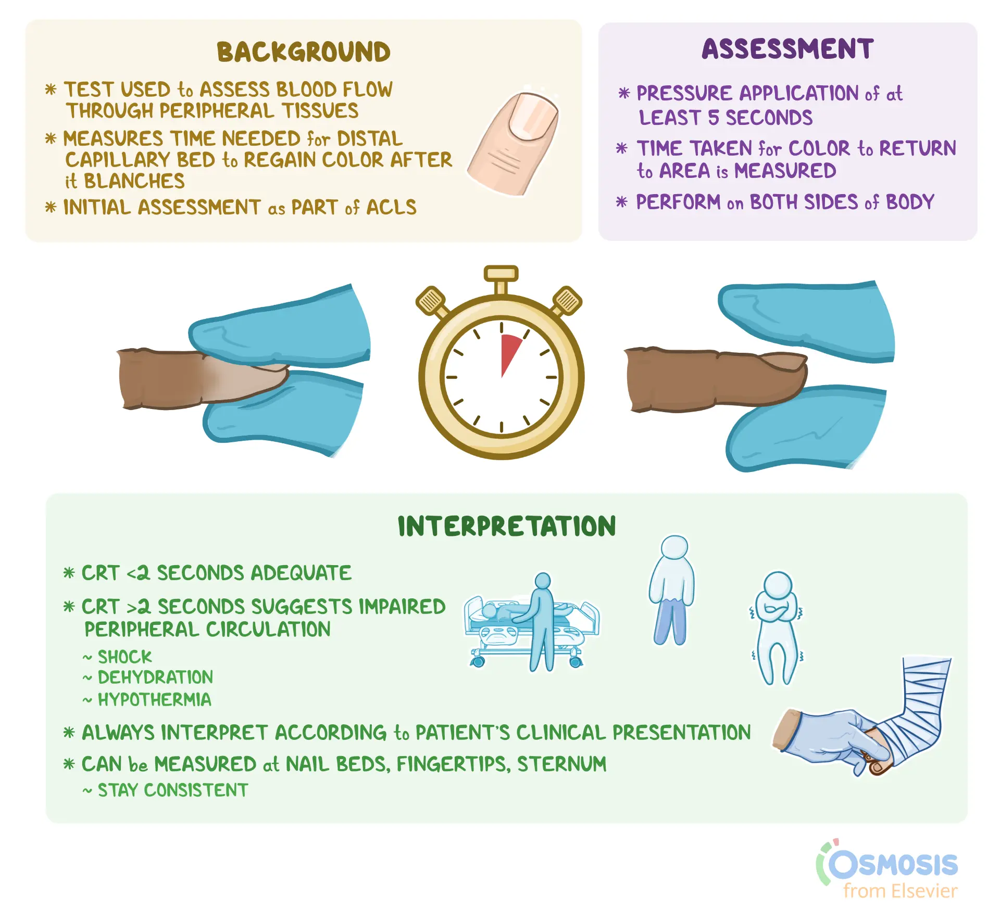 BACKGROUND
* TEST USED to ASSESS BLOOD FLOW
THROUGH PERIPHERAL TISSUES
* MEASURES TIME NEEDED for DISTAL
CAPILLARY BED to REGAIN COLOR AFTER
it BLANCHES
* INITIAL ASSESSMENT as PART of ACLS
ASSESSMENT
* PRESSURE APPLICATION of at
LEAST 5 SECONDS
* TIME TAKEN for COLOR to RETURN
to AREA is MEASURED
* PERFORM on BOTH SIDES of BODY
INTERPRETATION
* CRT <2 SECONDS ADEQUATE
* CRT >2 SECONDS SUGGESTS IMPAIRED
PERIPHERAL CIRCULATION
~ SHOCK
~ DEHYDRATION
~ HYPOTHERMIA
* ALWAYS INTERPRET ACCORDING to PATIENT'S CLINICAL PRESENTATION
* CAN be MEASURED at NAIL BEDS, FINGERTIPS, STERNUM
~ STAY CONSISTENT
OSMOSIS
from Elsevier